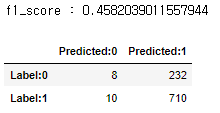 f1_score : 0.4582039011557944
Predicted:0 Predicted:1
Label:0 8 232
Label:1 10 710